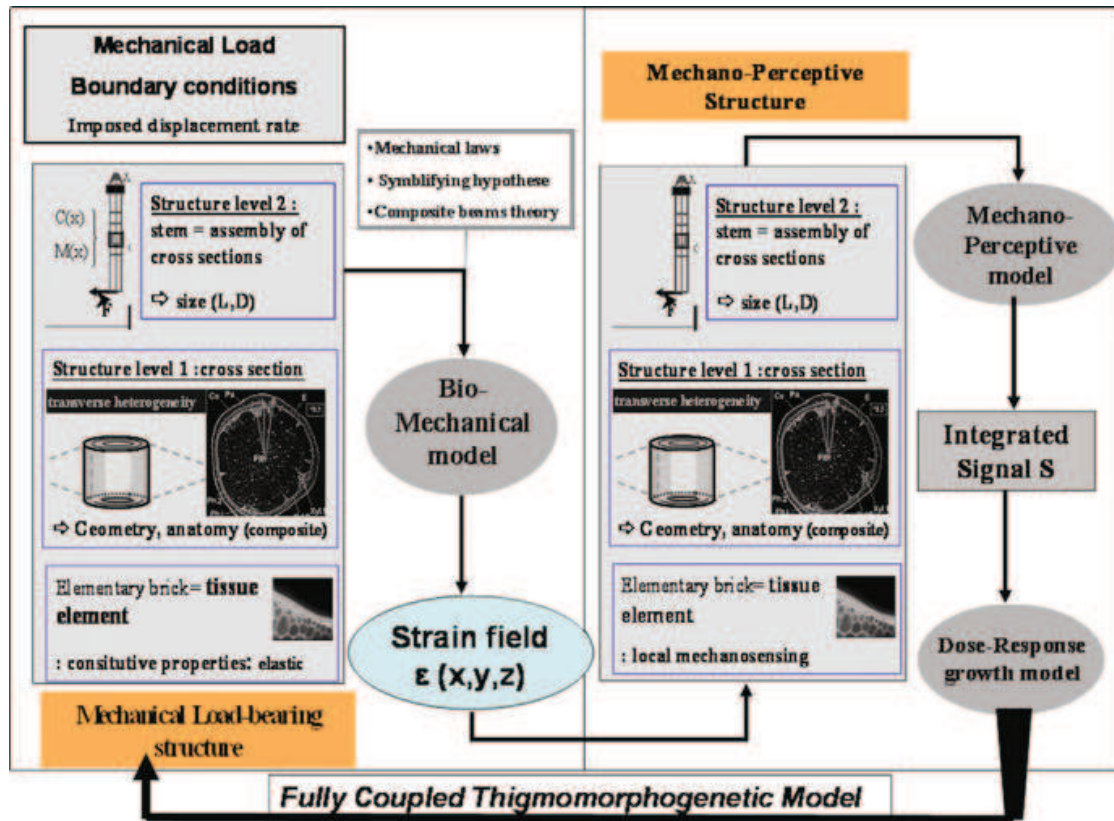 Mechanical Load
Boundary conditions
Imposed displacement rate
•Mechanical laws
• Symblifying hypothese
•Composite beams theory
C(x)
M(x)
F
Structure level 2 :
stem = assembly of
cross sections
⇨ size (L,D)
Structure level 1 :cross section
transverse heterogeneity
Co Pa
E
⇨ Geometry, anatomy (composite)
Elementary brick= tissue
element
: consitutive properties: elastic
Mechanical Load-bearing
structure
Bio-
Mechanical
model
Strain field
ε (x,y,z)
Mechano-Perceptive
Structure
F
Structure level 2 :
stem = assembly of
cross sections
⇨ size (L,D)
Structure level 1 :cross section
transverse heterogeneity
Co Pa
E
⇨ Geometry, anatomy (composite)
Elementary brick= tissue
element
: local mechanosensing
Mechano-
Perceptive
model
Integrated
Signal S
Dose-Response
growth model
Fully Coupled Thigmomorphogenetic Model